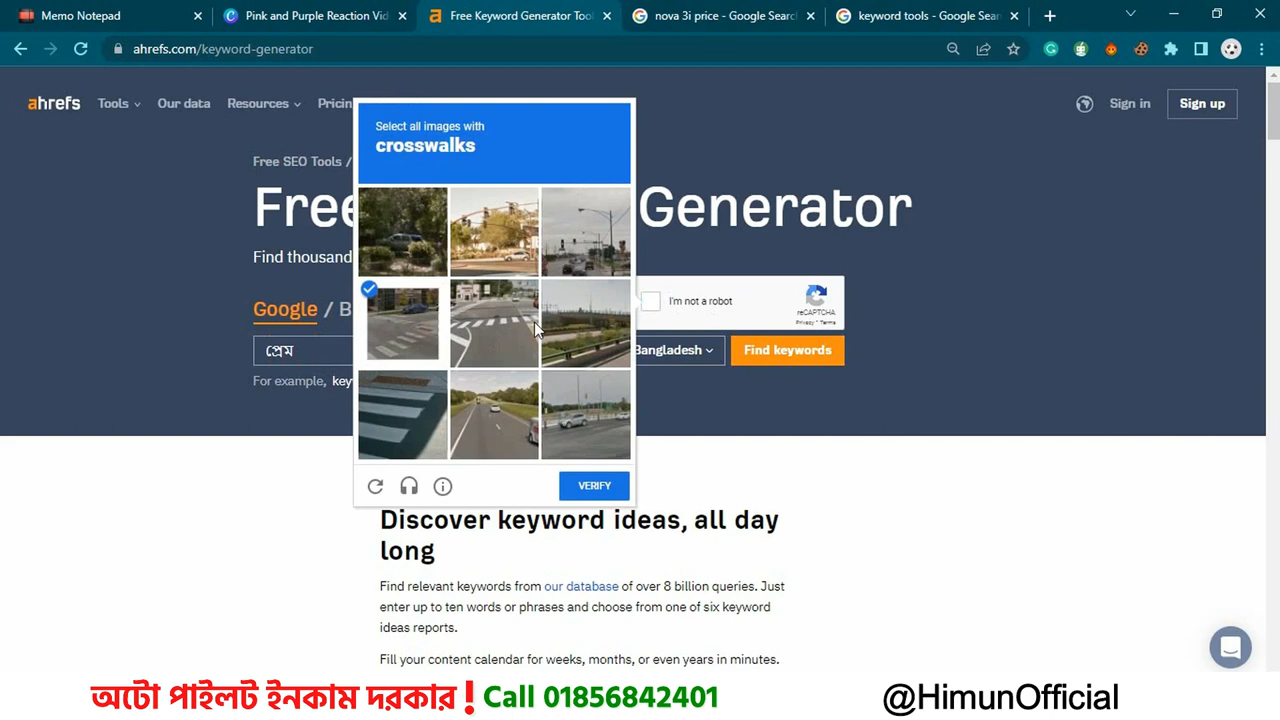 Memo Notepad
Pink and Purple Reaction Vid
Free Keyword Generator Tool
nova 3i price - Google Search
keyword tools - Google Sear
ahrefs.com/keyword-generator
ahrefs Tools Our data Resources Pricin Sign in Sign up
Select all images with
crosswalks
Free SEO Tools /
Free Generator
Find thousand
Google / B
I'm not a robot
reCAPTCHA
Privacy - Terms
প্রেম
Bangladesh
Find keywords
For example, key
VERIFY
Discover keyword ideas, all day
long
Find relevant keywords from our database of over 8 billion queries. Just
enter up to ten words or phrases and choose from one of six keyword
ideas reports.
Fill your content calendar for weeks, months, or even years in minutes.
অটো পাইলট ইনকাম দরকার! Call 01856842401
@HimunOfficial